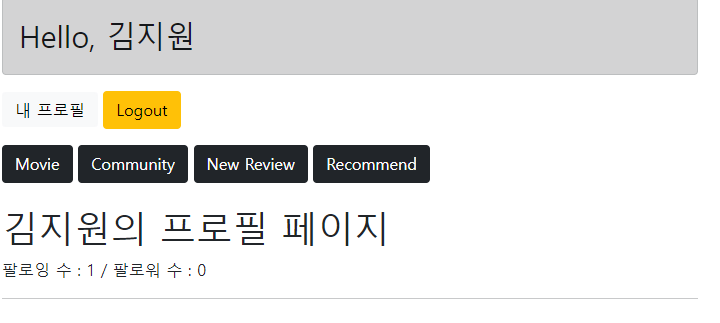 Hello, 김지원
내 프로필 Logout
Movie Community New Review Recommend
김지원의 프로필 페이지
팔로잉 수 : 1 / 팔로워 수 : 0